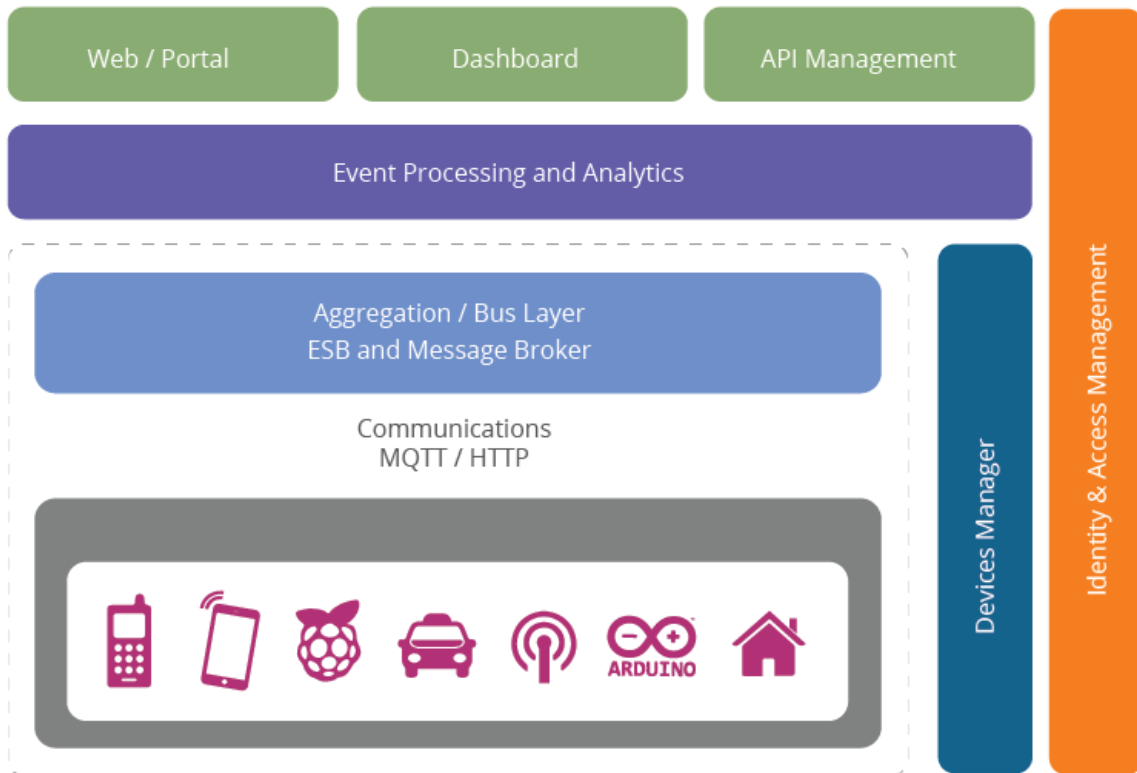 Web / Portal
Dashboard
API Management
Event Processing and Analytics
Aggregation / Bus Layer
ESB and Message Broker
Communications
MQTT / HTTP
ARDUINO
Devices Manager
Identity & Access Management